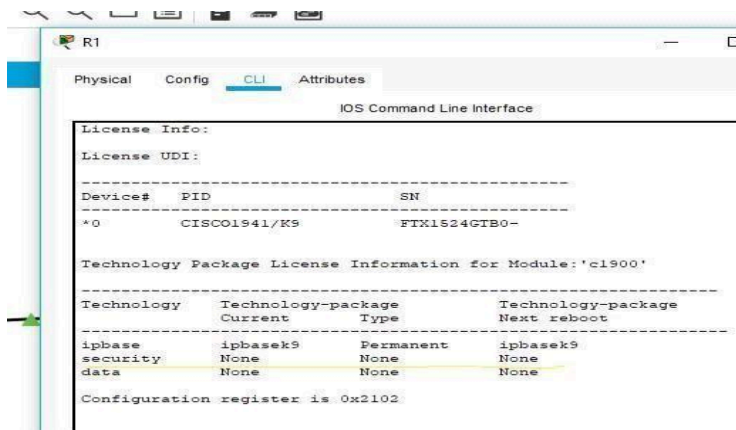 R1
Physical Config CLI Attributes
IOS Command Line Interface
License Info:
License UDI:
-------------------------------------------------
Device# PID SN
-------------------------------------------------
*0 CISCO1941/K9 FTX1524GTB0-
Technology Package License Information for Module:'c1900'
----------------------------------------------------------------
Technology Technology-package Technology-package
Current Type Next reboot
-----------------------------------------------------------------
ipbase ipbasek9 Permanent ipbasek9
security None None None
data None None None
Configuration register is 0x2102